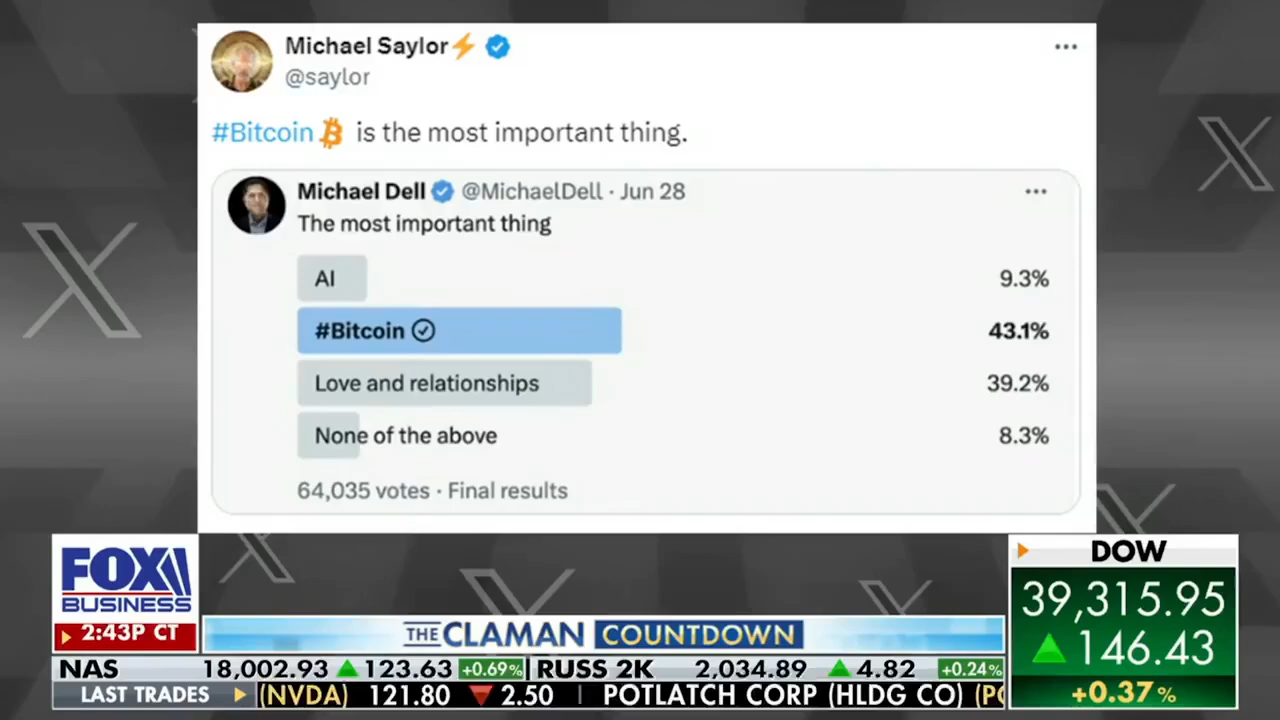 Michael Saylor⚡
@saylor
#Bitcoin₿ is the most important thing.
Michael Dell @MichaelDell · Jun 28
The most important thing
AI 9.3%
#Bitcoin 43.1%
Love and relationships 39.2%
None of the above 8.3%
64,035 votes · Final results
FOX
BUSINESS
2:43P CT
THE CLAMAN COUNTDOWN
DOW
39,315.95
146.43
+0.37%
NAS 18,002.93 123.63 +0.69% RUSS 2K 2,034.89 4.82 +0.24%
LAST TRADES (NVDA) 121.80 2.50 POTLATCH CORP (HLDG CO)